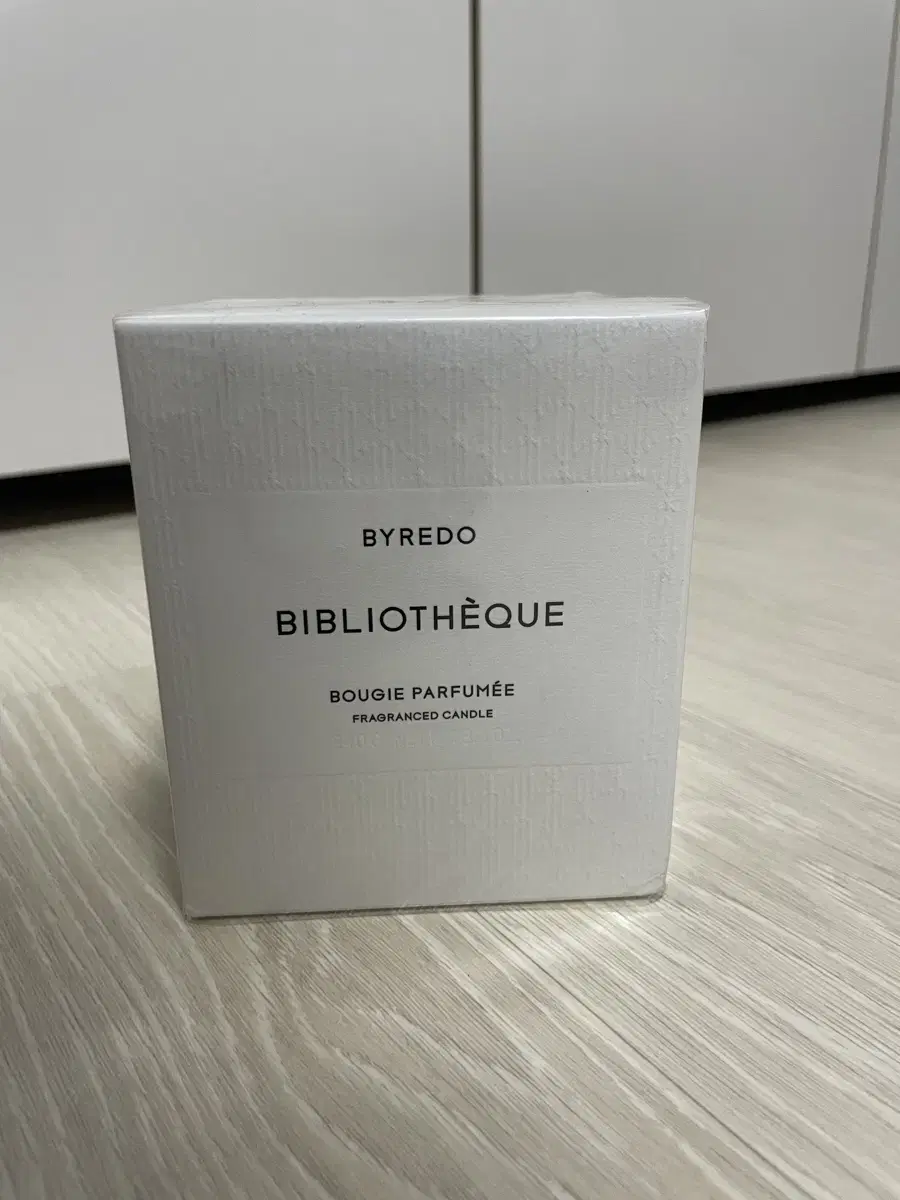 BYREDO
BIBLIOTHÈQUE
BOUGIE PARFUMÉE
FRAGRANCED CANDLE